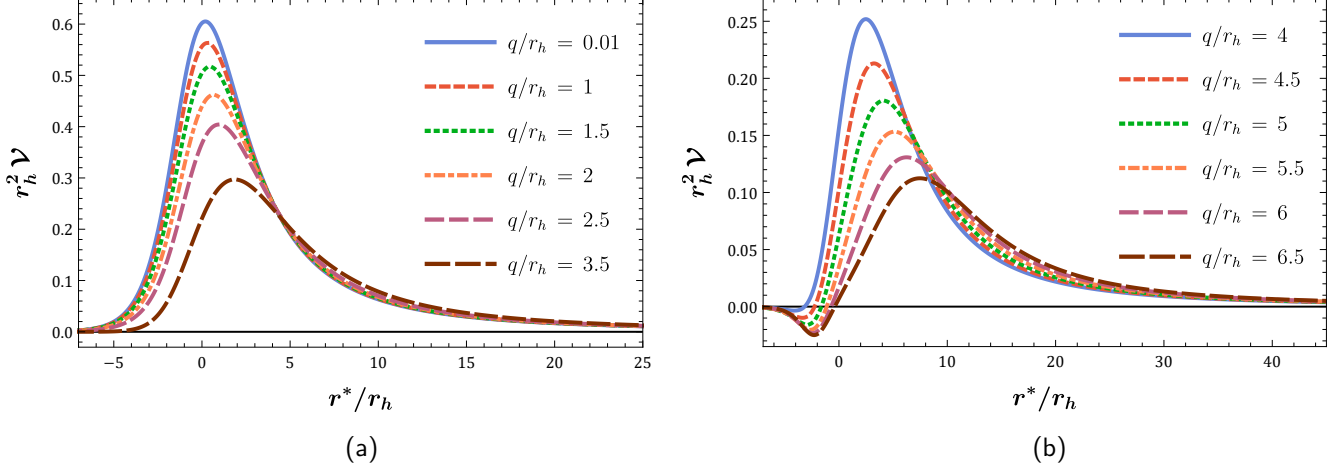 0.6
0.5
0.4
0.3
0.2
0.1
0.0
r_h^2 𝓥
q/r_h = 0.01
q/r_h = 1
q/r_h = 1.5
q/r_h = 2
q/r_h = 2.5
q/r_h = 3.5
−5 0 5 10 15 20 25
r*/r_h
(a)
0.25
0.20
0.15
0.10
0.05
0.00
r_h^2 𝓥
q/r_h = 4
q/r_h = 4.5
q/r_h = 5
q/r_h = 5.5
q/r_h = 6
q/r_h = 6.5
0 10 20 30 40
r*/r_h
(b)